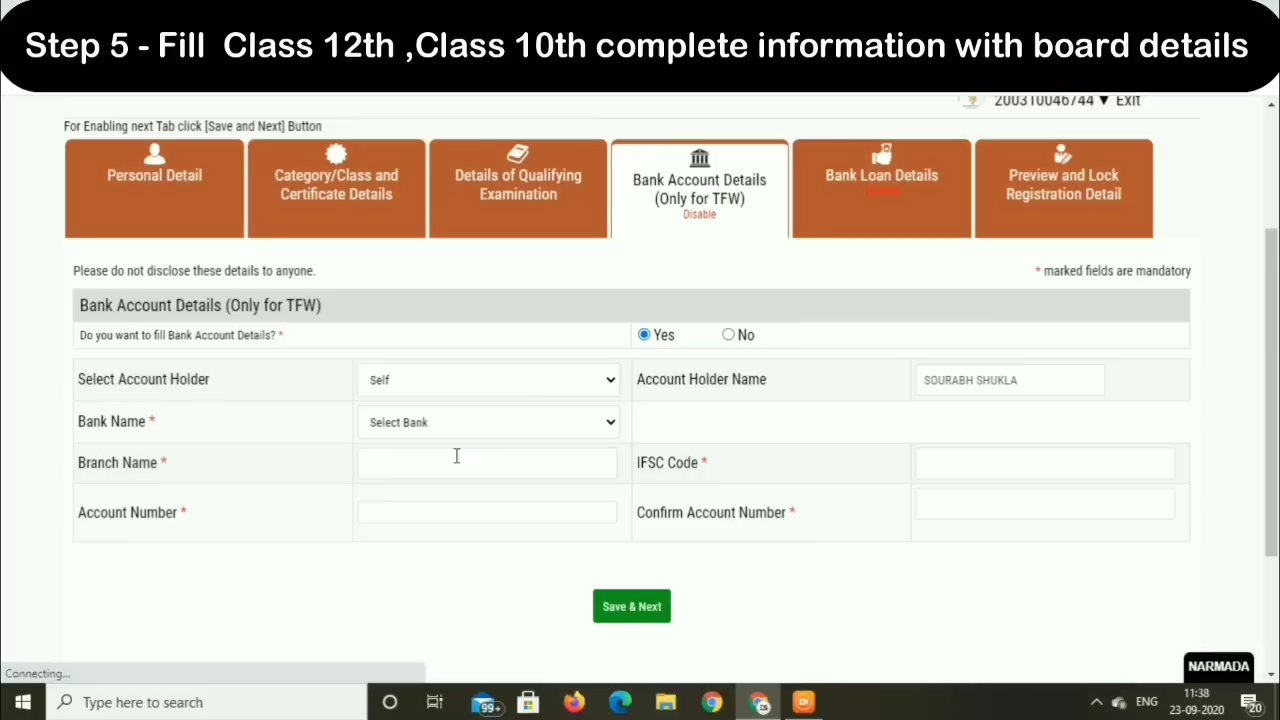 Step 5 - Fill Class 12th ,Class 10th complete information with board details
200310046744 ▼ Exit
For Enabling next Tab click [Save and Next] Button
Personal Detail
Category/Class and
Certificate Details
Details of Qualifying
Examination
Bank Account Details
(Only for TFW)
Disable
Bank Loan Details
Preview and Lock
Registration Detail
Please do not disclose these details to anyone.
* marked fields are mandatory
Bank Account Details (Only for TFW)
Do you want to fill Bank Account Details? *
Yes
No
Select Account Holder
Self
Account Holder Name
SOURABH SHUKLA
Bank Name *
Select Bank
Branch Name *
IFSC Code *
Account Number *
Confirm Account Number *
Save & Next
Connecting...
NARMADA
Type here to search
99+
ENG
11:38
23-09-2020
20